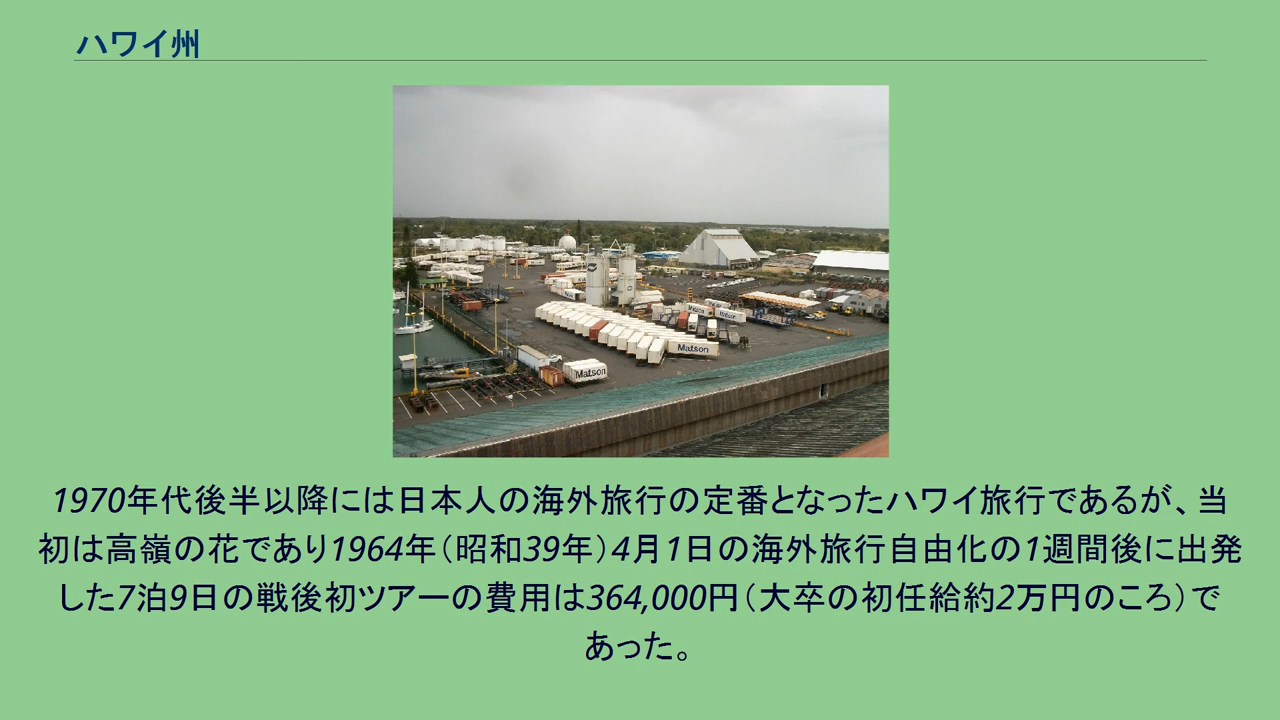 ハワイ州
Matson
Matson
1970年代後半以降には日本人の海外旅行の定番となったハワイ旅行であるが、当
初は高嶺の花であり1964年（昭和39年）4月1日の海外旅行自由化の1週間後に出発
した7泊9日の戦後初ツアーの費用は364,000円（大卒の初任給約2万円のころ）で
あった。